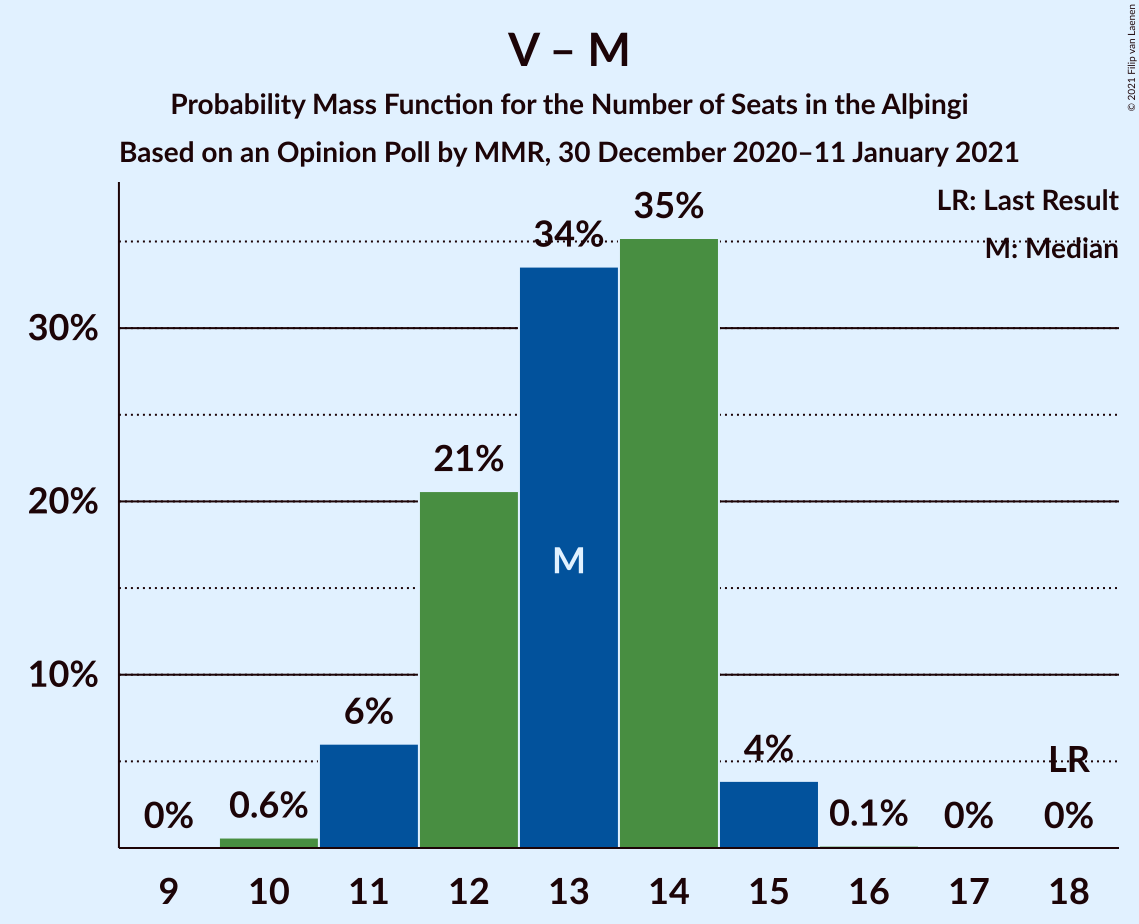 V – M
Probability Mass Function for the Number of Seats in the Alþingi
Based on an Opinion Poll by MMR, 30 December 2020–11 January 2021
© 2021 Filip van Laenen
LR: Last Result
M: Median
30%
20%
10%
0%
0.6%
6%
21%
34%
35%
4%
0.1%
0%
0%
M
LR
9
10
11
12
13
14
15
16
17
18